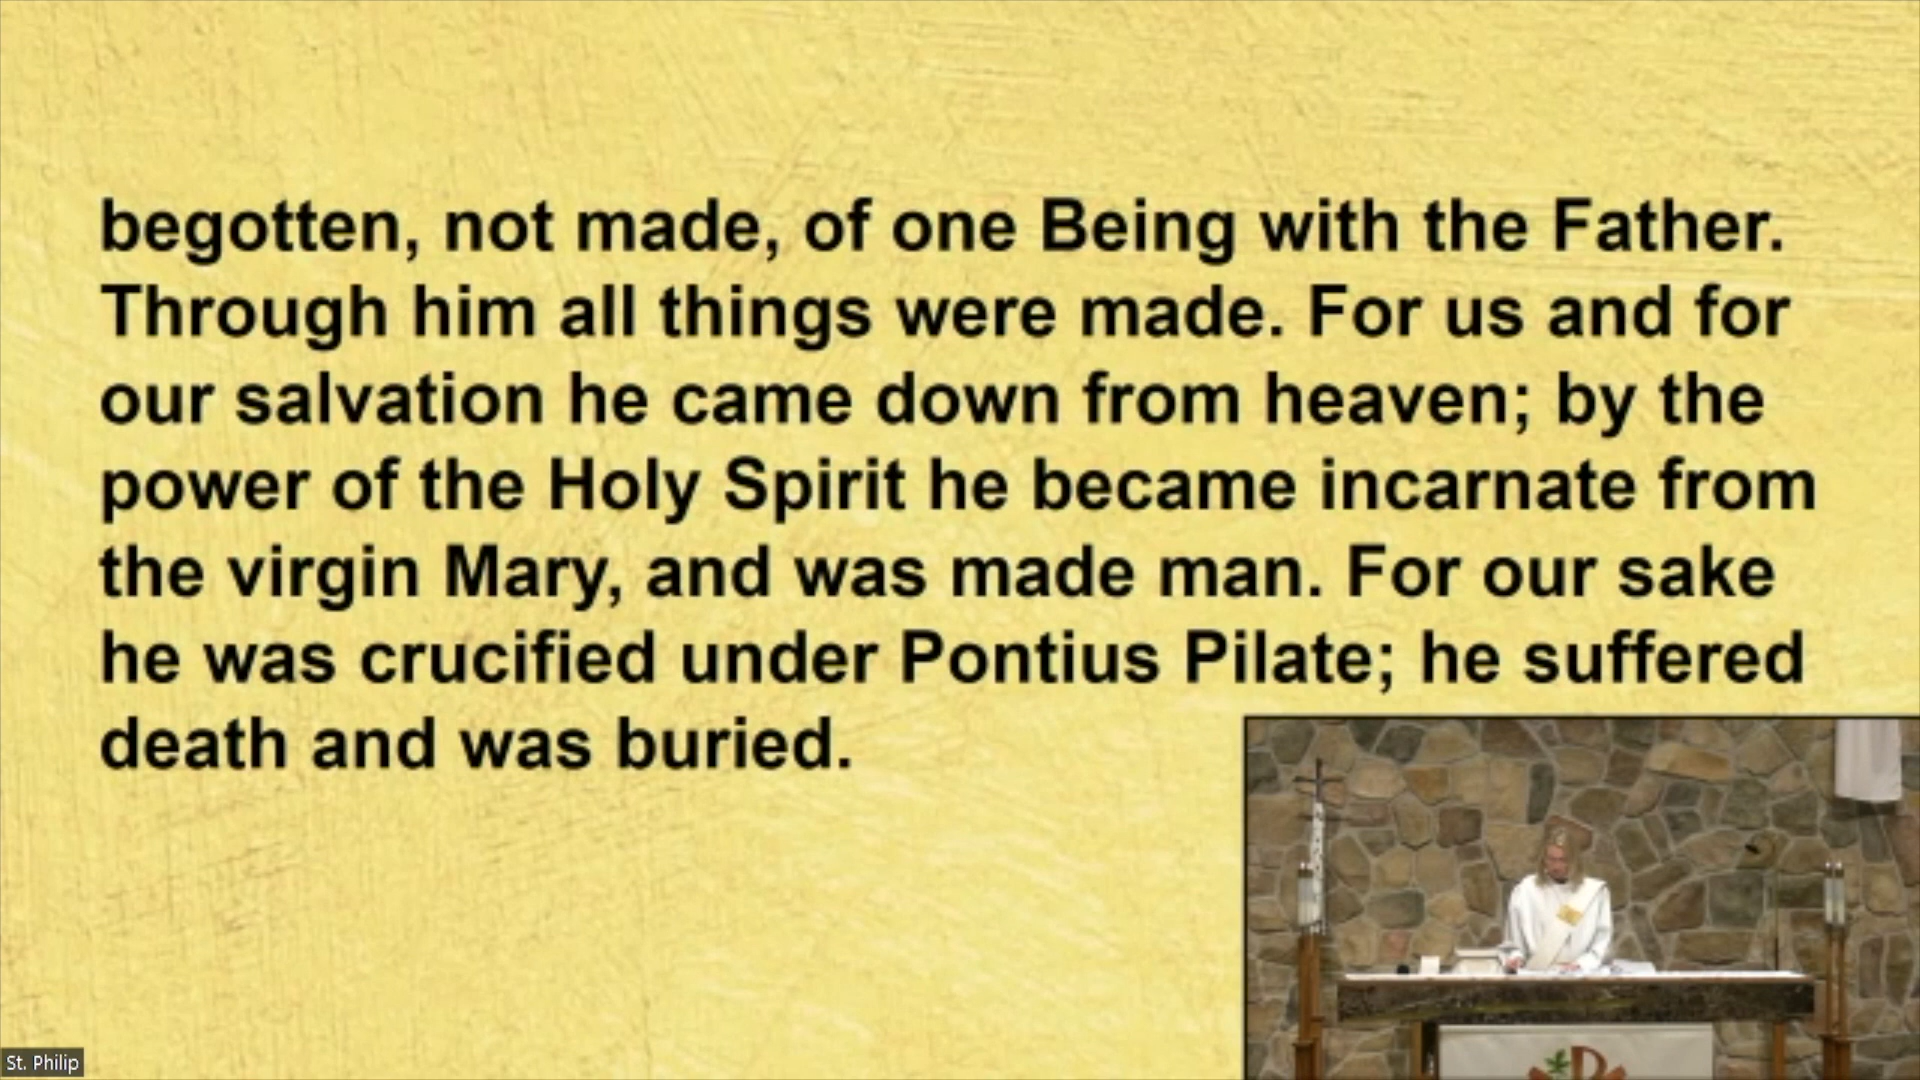 begotten, not made, of one Being with the Father.
Through him all things were made. For us and for
our salvation he came down from heaven; by the
power of the Holy Spirit he became incarnate from
the virgin Mary, and was made man. For our sake
he was crucified under Pontius Pilate; he suffered
death and was buried.
St. Philip